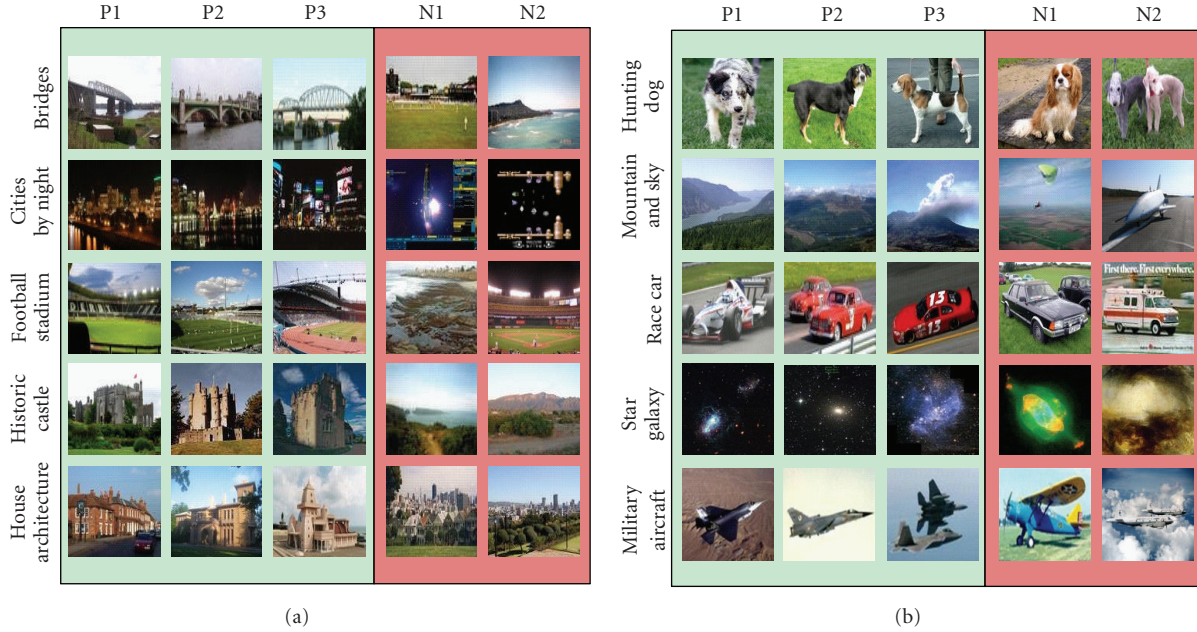 P1 P2 P3 N1 N2
Bridges
Cities
by night
Football
stadium
Historic
castle
House
architecture
(a)
P1 P2 P3 N1 N2
Hunting
dog
Mountain
and sky
Race car
13
13
First there. First everywhere.
Star
galaxy
Military
aircraft
(b)